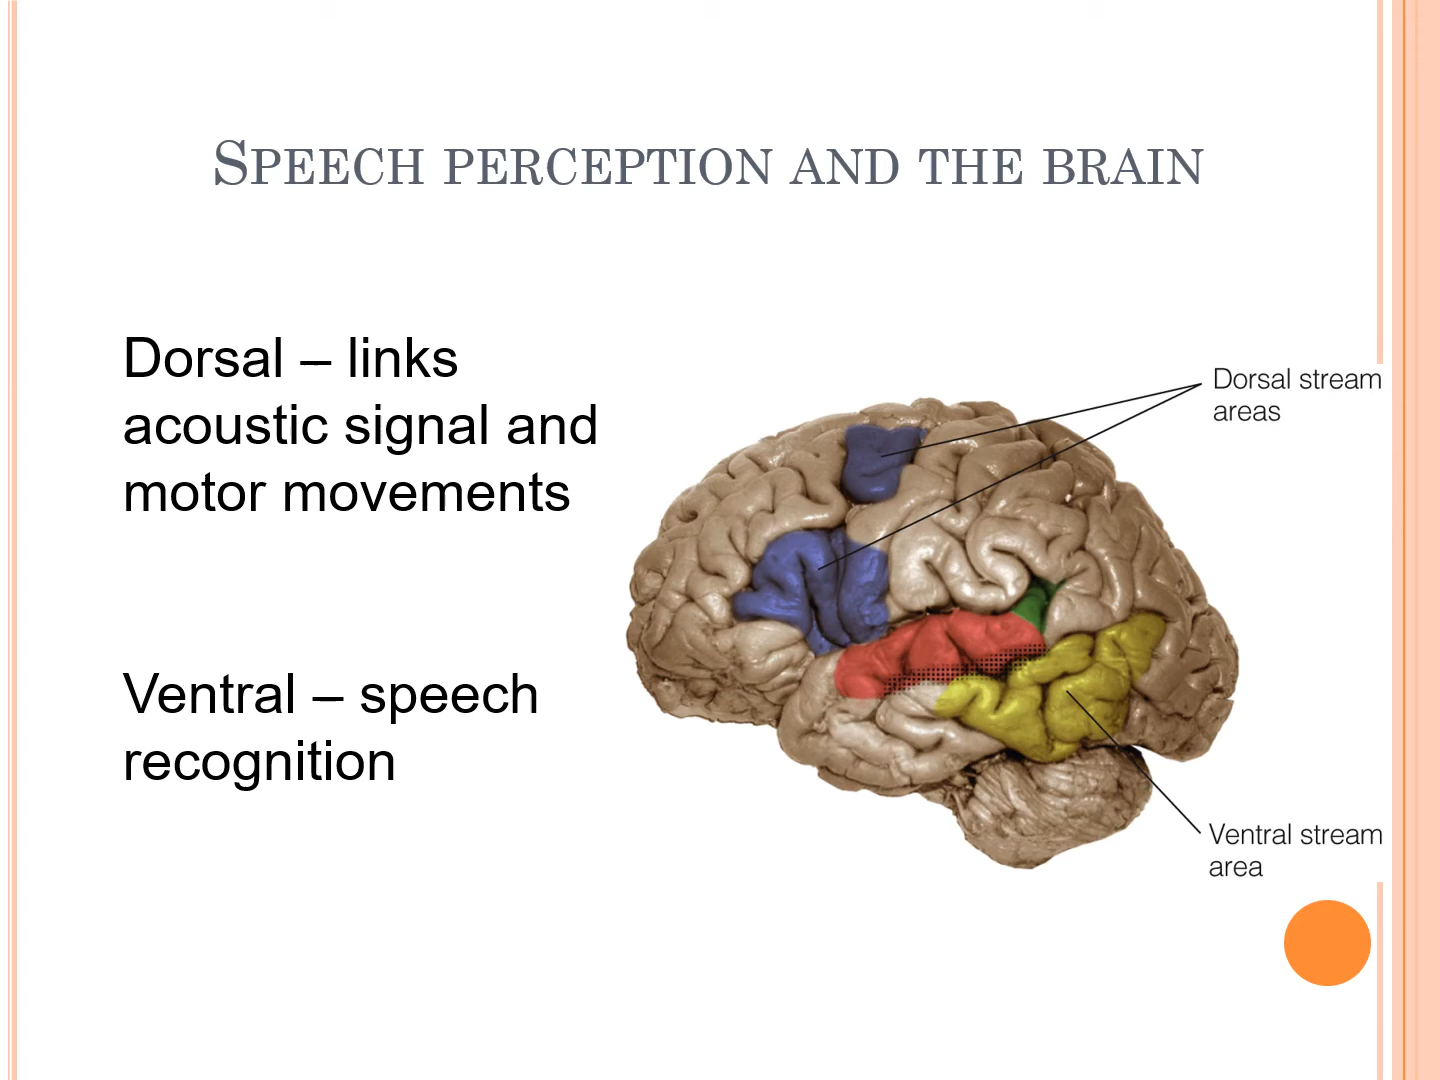 Speech perception and the brain
Dorsal – links
acoustic signal and
motor movements
Ventral – speech
recognition
Dorsal stream
areas
Ventral stream
area